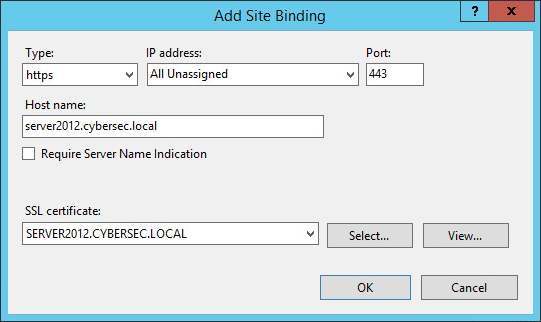 Add Site Binding
? x
Type: IP address: Port:
https All Unassigned 443
Host name:
server2012.cybersec.local
Require Server Name Indication
SSL certificate:
SERVER2012.CYBERSEC.LOCAL Select... View...
OK Cancel